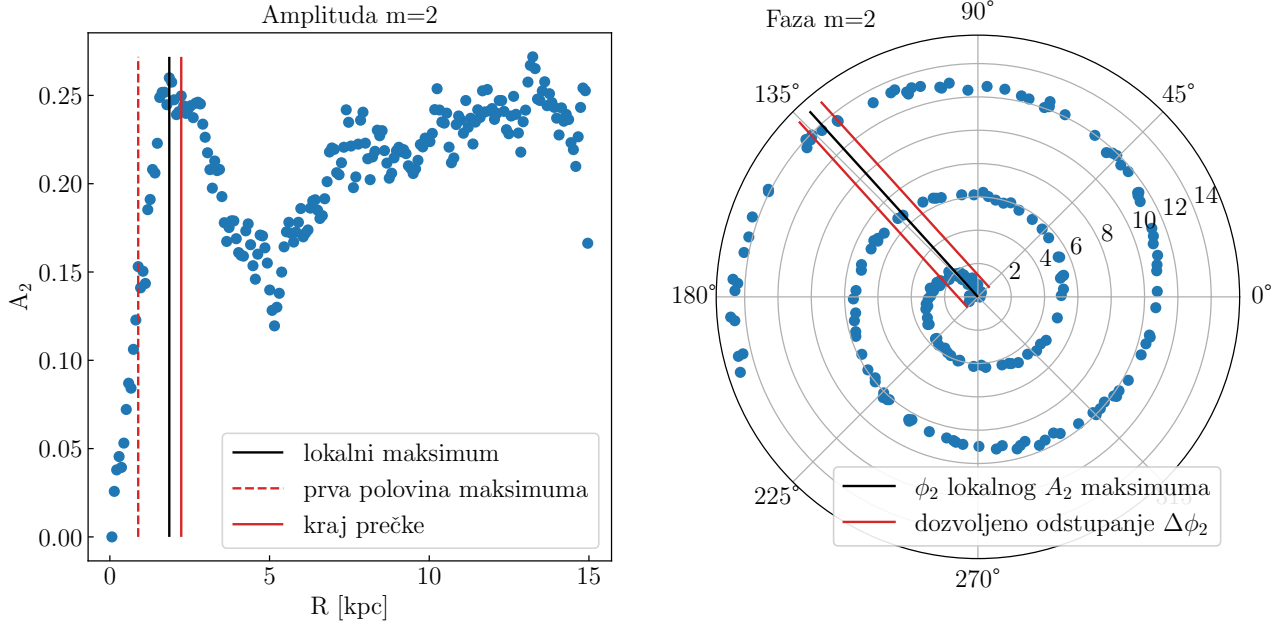 Amplituda m=2
A₂
0.25
0.20
0.15
0.10
0.05
0.00
lokalni maksimum
prva polovina maksimuma
kraj prečke
0
5
10
15
R [kpc]
Faza m=2
90°
135°
45°
180°
0°
225°
315°
270°
2
4
6
8
10
12
14
ϕ₂ lokalnog A₂ maksimuma
dozvoljeno odstupanje Δϕ₂